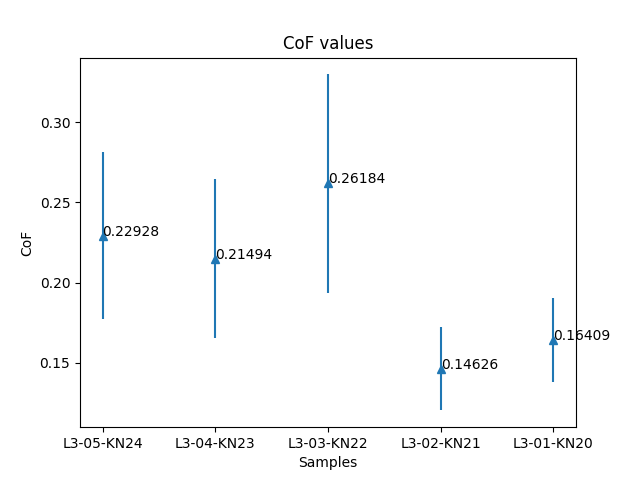 CoF values
0.30
0.25
0.20
0.15
CoF
0.22928
0.21494
0.26184
0.14626
0.16409
L3-05-KN24
L3-04-KN23
L3-03-KN22
L3-02-KN21
L3-01-KN20
Samples